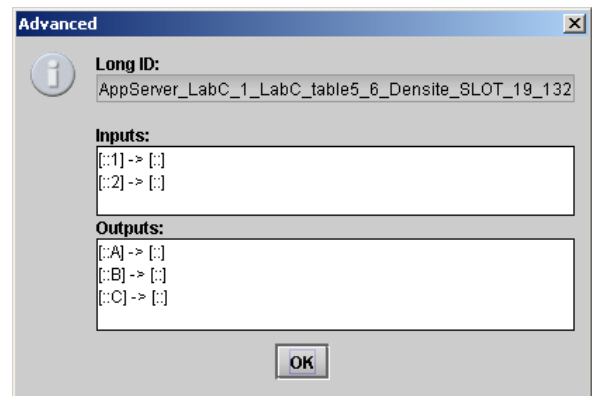 Advanced
Long ID:
AppServer_LabC_1_LabC_table5_6_Densite_SLOT_19_132
Inputs:
[::1] -> [::]
[::2] -> [::]
Outputs:
[::A] -> [::]
[::B] -> [::]
[::C] -> [::]
OK